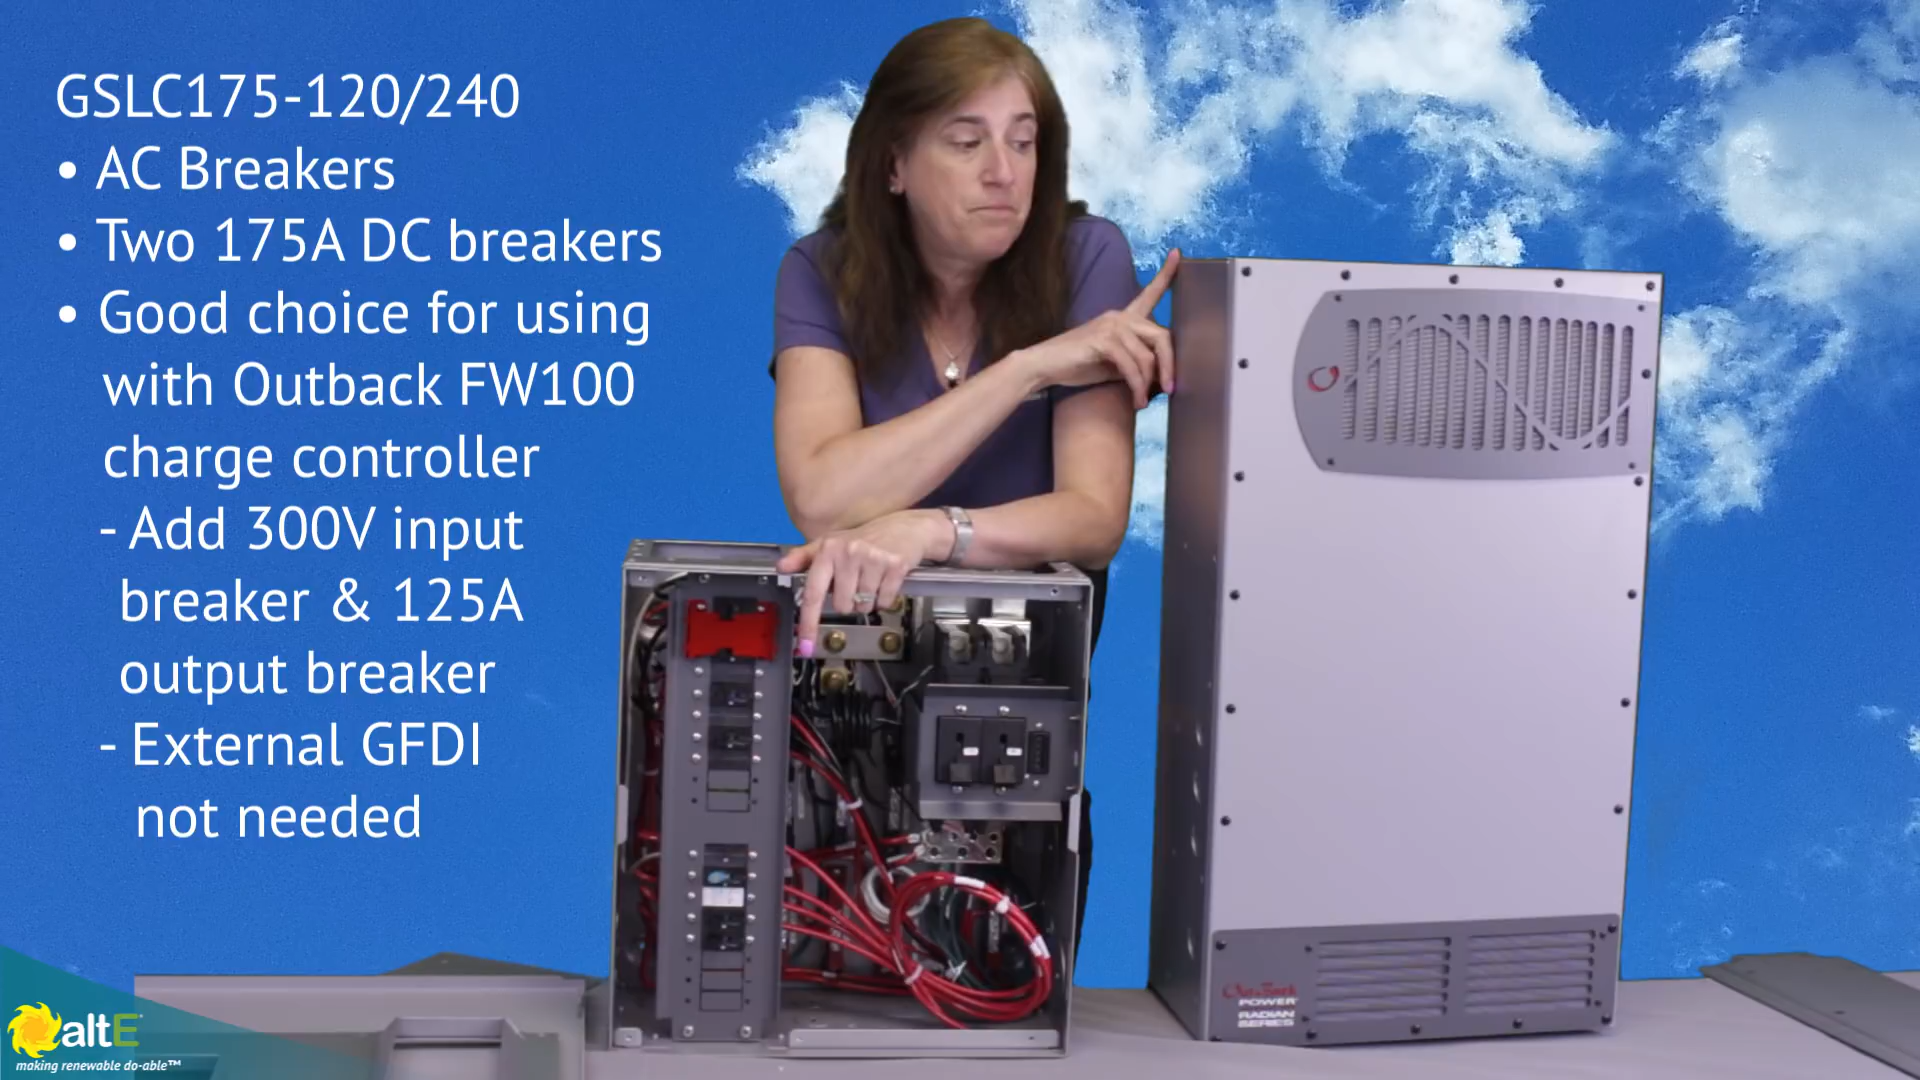 GSLC175-120/240
• AC Breakers
• Two 175A DC breakers
• Good choice for using
with Outback FW100
charge controller
- Add 300V input
breaker & 125A
output breaker
- External GFDI
not needed
OutBack
POWER
RADIAN
SERIES
altE
making renewable do-able™